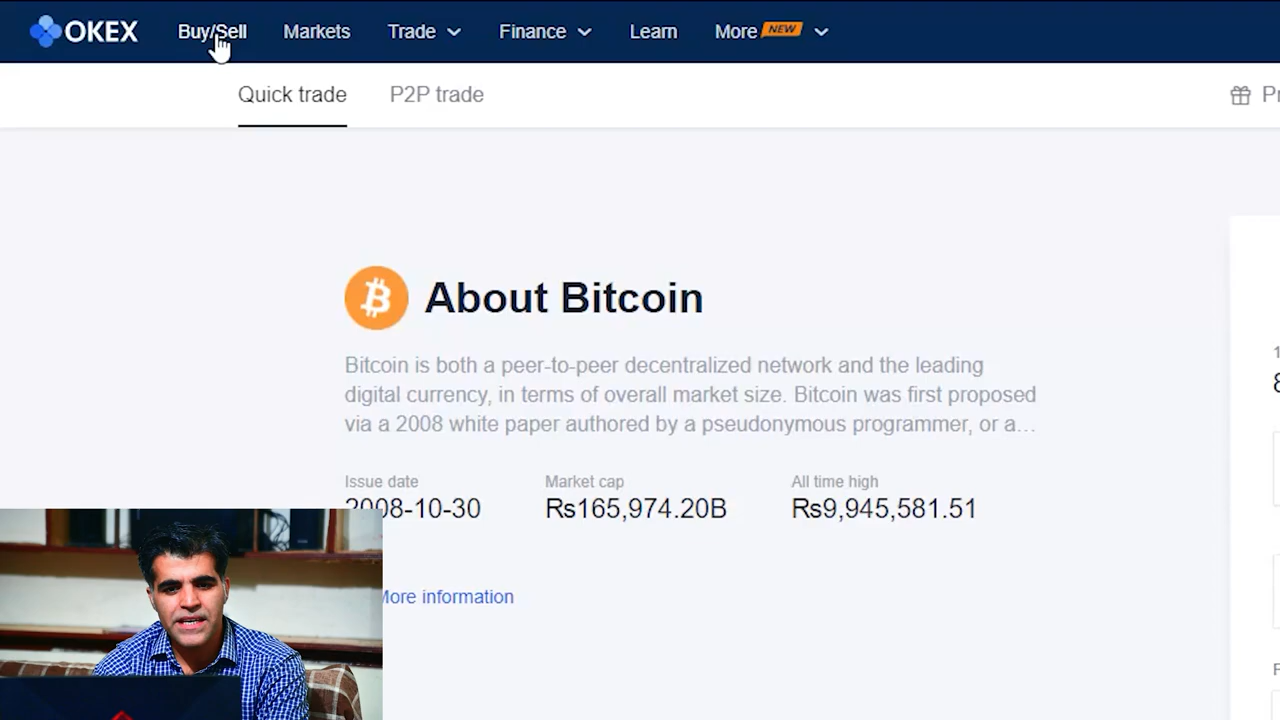 OKEX Buy/Sell Markets Trade Finance Learn More NEW
Quick trade P2P trade
About Bitcoin
Bitcoin is both a peer-to-peer decentralized network and the leading
digital currency, in terms of overall market size. Bitcoin was first proposed
via a 2008 white paper authored by a pseudonymous programmer, or a...
Issue date Market cap All time high
2008-10-30 Rs165,974.20B Rs9,945,581.51
More information